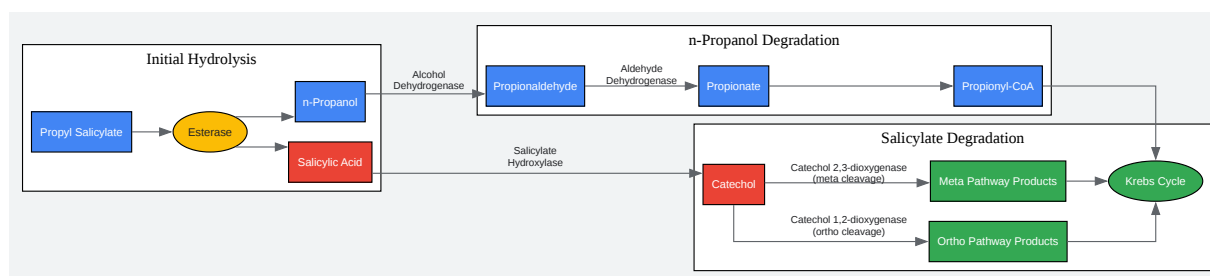 Initial Hydrolysis
Propyl Salicylate
Esterase
n-Propanol
Salicylic Acid
Alcohol
Dehydrogenase
n-Propanol Degradation
Propionaldehyde
Aldehyde
Dehydrogenase
Propionate
Propionyl-CoA
Salicylate
Hydroxylase
Salicylate Degradation
Catechol
Catechol 2,3-dioxygenase
(meta cleavage)
Meta Pathway Products
Krebs Cycle
Catechol 1,2-dioxygenase
(ortho cleavage)
Ortho Pathway Products